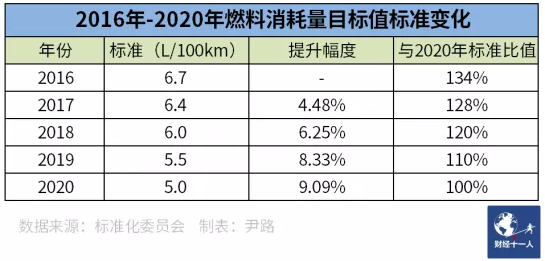 2016年-2020年燃料消耗量目标值标准变化
年份 标准（L/100km） 提升幅度 与2020年标准比值
2016 6.7 - 134%
2017 6.4 4.48% 128%
2018 6.0 6.25% 120%
2019 5.5 8.33% 110%
2020 5.0 9.09% 100%
数据来源：标准化委员会 制表：尹路
财经十一人